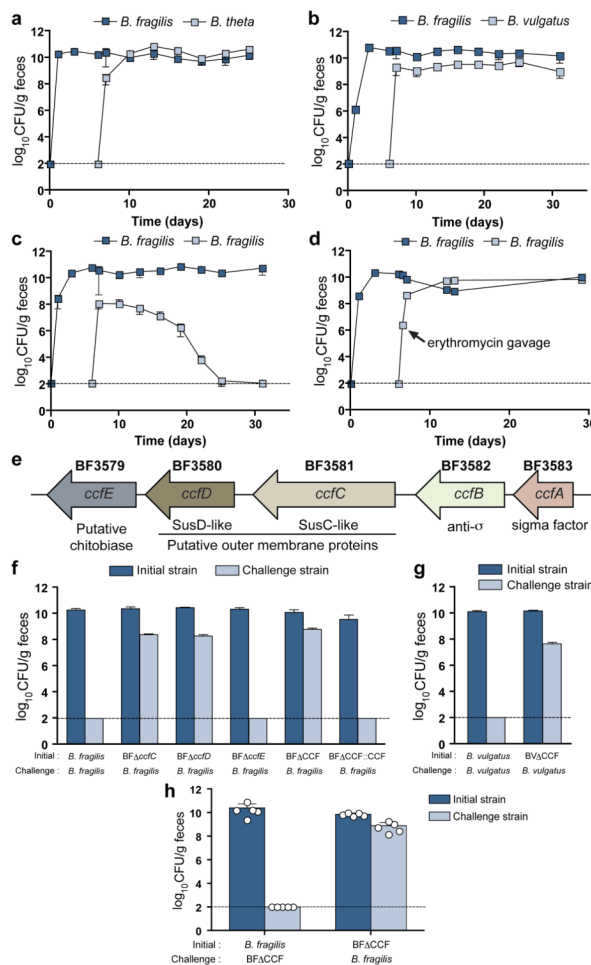 a
B. fragilis B. theta
log10CFU/g feces
12
10
8
6
4
2
0
0 10 20 30
Time (days)
b
B. fragilis B. vulgatus
log10CFU/g feces
12
10
8
6
4
2
0
0 10 20 30
Time (days)
c
B. fragilis B. fragilis
log10CFU/g feces
12
10
8
6
4
2
0
0 10 20 30
Time (days)
d
B. fragilis B. fragilis
log10CFU/g feces
12
10
8
6
4
2
0
erythromycin gavage
0 10 20 30
Time (days)
e
BF3579 BF3580 BF3581 BF3582 BF3583
ccfE ccfD ccfC ccfB ccfA
Putative SusD-like SusC-like anti-σ sigma factor
chitobiase Putative outer membrane proteins
f
Initial strain Challenge strain
log10CFU/g feces
12
10
8
6
4
2
0
Initial : B. fragilis BFΔccfC BFΔccfD BFΔccfE BFΔCCF BFΔCCF::CCF
Challenge : B. fragilis B. fragilis B. fragilis B. fragilis B. fragilis B. fragilis
g
Initial strain
Challenge strain
log10CFU/g feces
12
10
8
6
4
2
0
Initial : B. vulgatus BVΔCCF
Challenge : B. vulgatus B. vulgatus
h
Initial strain
Challenge strain
log10CFU/g feces
12
10
8
6
4
2
0
Initial : B. fragilis BFΔCCF
Challenge : BFΔCCF B. fragilis